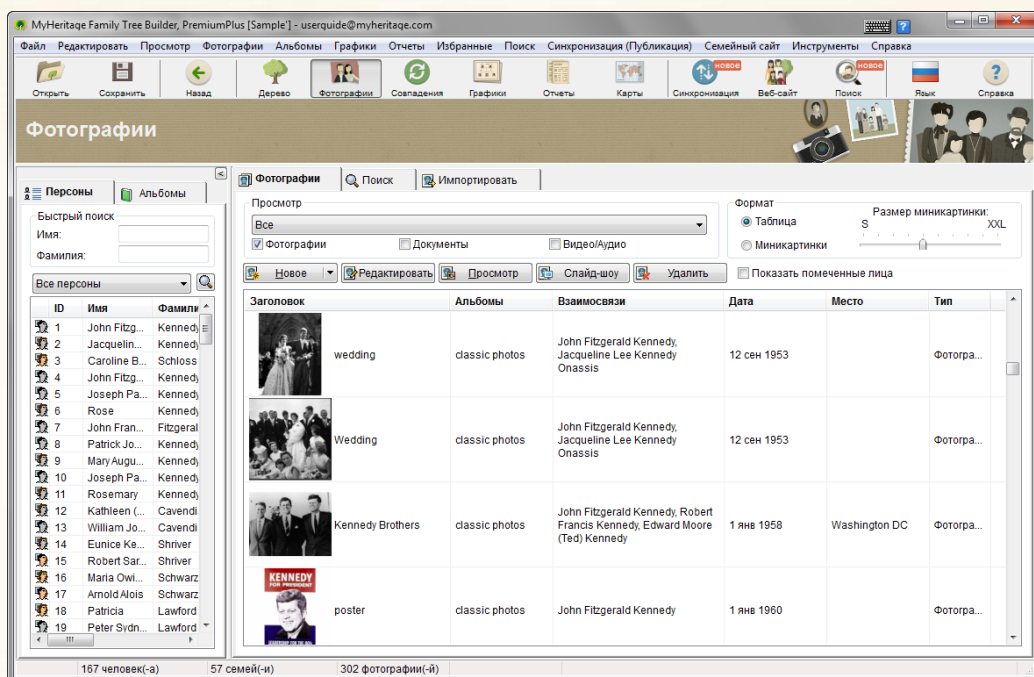 MyHeritage Family Tree Builder, PremiumPlus [Sample'] - userguide@myheritage.com
Файл Редактировать Просмотр Фотографии Альбомы Графики Отчеты Избранные Поиск Синхронизация (Публикация) Семейный сайт Инструменты Справка
НОВОЕ НОВОЕ
Открыть Сохранить Назад Дерево Фотографии Совпадения Графики Отчеты Карты Синхронизация Веб-сайт Поиск Язык Справка
Фотографии
Персоны Альбомы
Быстрый поиск
Имя:
Фамилия:
Все персоны
ID Имя Фамили
1 John Fitzg... Kennedy
2 Jacquelin... Kennedy
3 Caroline B... Schloss
4 John Fitzg... Kennedy
5 Joseph Pa... Kennedy
6 Rose Kennedy
7 John Fran... Fitzgeral
8 Patrick Jo... Kennedy
9 Mary Augu... Kennedy
10 Joseph Pa... Kennedy
11 Rosemary Kennedy
12 Kathleen (... Cavendi
13 William Jo... Cavendi
14 Eunice Ke... Shriver
15 Robert Sar... Shriver
16 Maria Owi... Schwarz
17 Arnold Alois Schwarz
18 Patricia Lawford
19 Peter Sydn... Lawford
Фотографии Поиск Импортировать
Просмотр
Все
Фотографии Документы Видео/Аудио
Формат
Таблица
Миникартинки
Размер миникартинки:
S XXL
Новое Редактировать Просмотр Слайд-шоу Удалить Показать помеченные лица
Заголовок Альбомы Взаимосвязи Дата Место Тип
wedding classic photos John Fitzgerald Kennedy,
Jacqueline Lee Kennedy
Onassis 12 сен 1953 Фотогра...
Wedding classic photos John Fitzgerald Kennedy,
Jacqueline Lee Kennedy
Onassis 12 сен 1953 Фотогра...
Kennedy Brothers classic photos John Fitzgerald Kennedy, Robert
Francis Kennedy, Edward Moore
(Ted) Kennedy 1 янв 1958 Washington DC Фотогра...
KENNEDY
FOR PRESIDENT
poster classic photos John Fitzgerald Kennedy 1 янв 1960 Фотогра...
167 человек(-а) 57 семей(-и) 302 фотографии(-й)